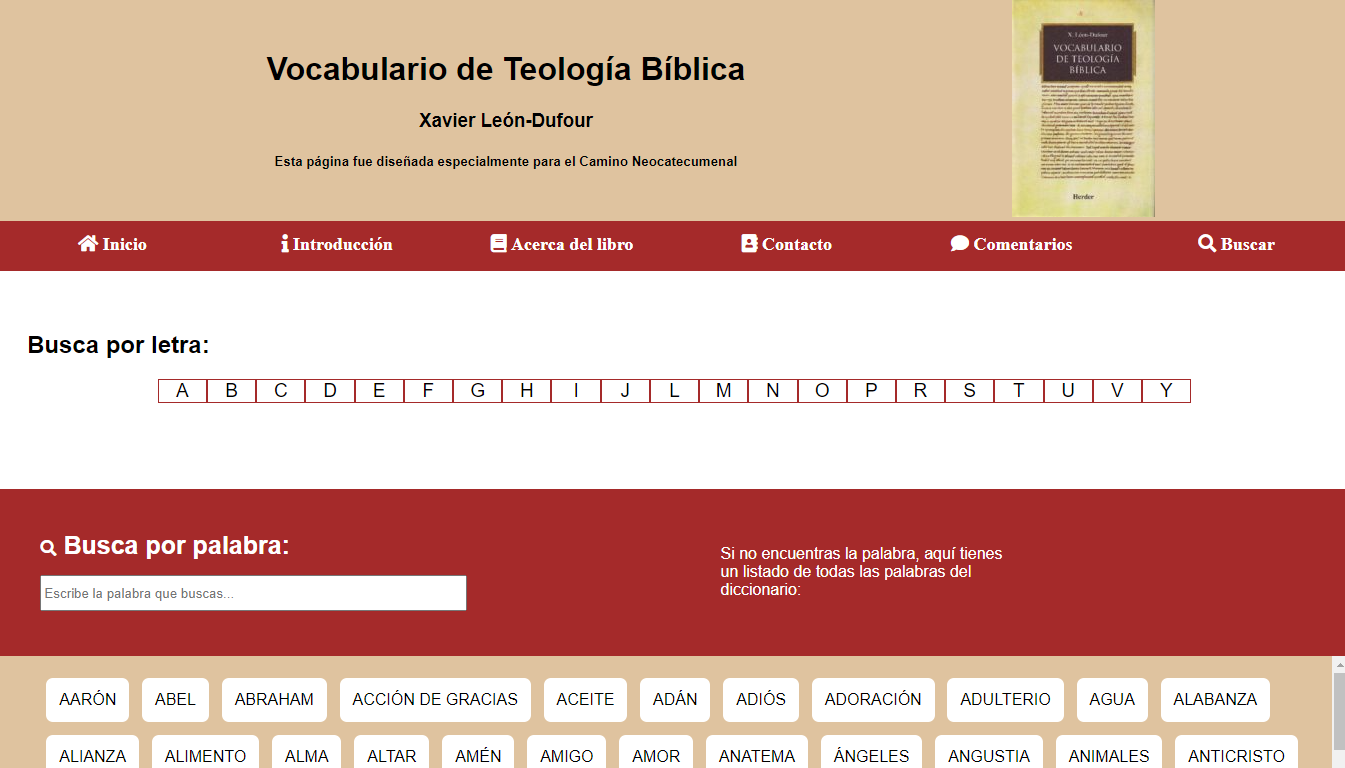 Vocabulario de Teología Bíblica
Xavier León-Dufour
Esta página fue diseñada especialmente para el Camino Neocatecumenal
X. Léon-Dufour
VOCABULARIO
DE TEOLOGÍA
BÍBLICA
Herder
Inicio
Introducción
Acerca del libro
Contacto
Comentarios
Buscar
Busca por letra:
A B C D E F G H I J L M N O P R S T U V Y
Busca por palabra:
Escribe la palabra que buscas...
Si no encuentras la palabra, aquí tienes
un listado de todas las palabras del
diccionario:
AARÓN ABEL ABRAHAM ACCIÓN DE GRACIAS ACEITE ADÁN ADIÓS ADORACIÓN ADULTERIO AGUA ALABANZA
ALIANZA ALIMENTO ALMA ALTAR AMÉN AMIGO AMOR ANATEMA ÁNGELES ANGUSTIA ANIMALES ANTICRISTO